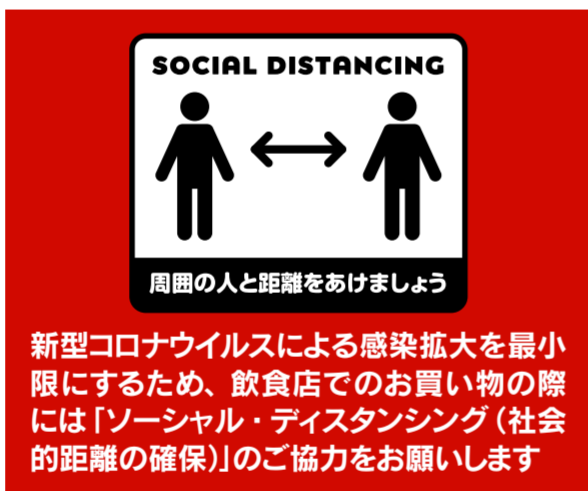 SOCIAL DISTANCING
周囲の人と距離をあけましょう
新型コロナウイルスによる感染拡大を最小
限にするため、飲食店でのお買い物の際
には「ソーシャル・ディスタンシング（社会
的距離の確保）」のご協力をお願いします